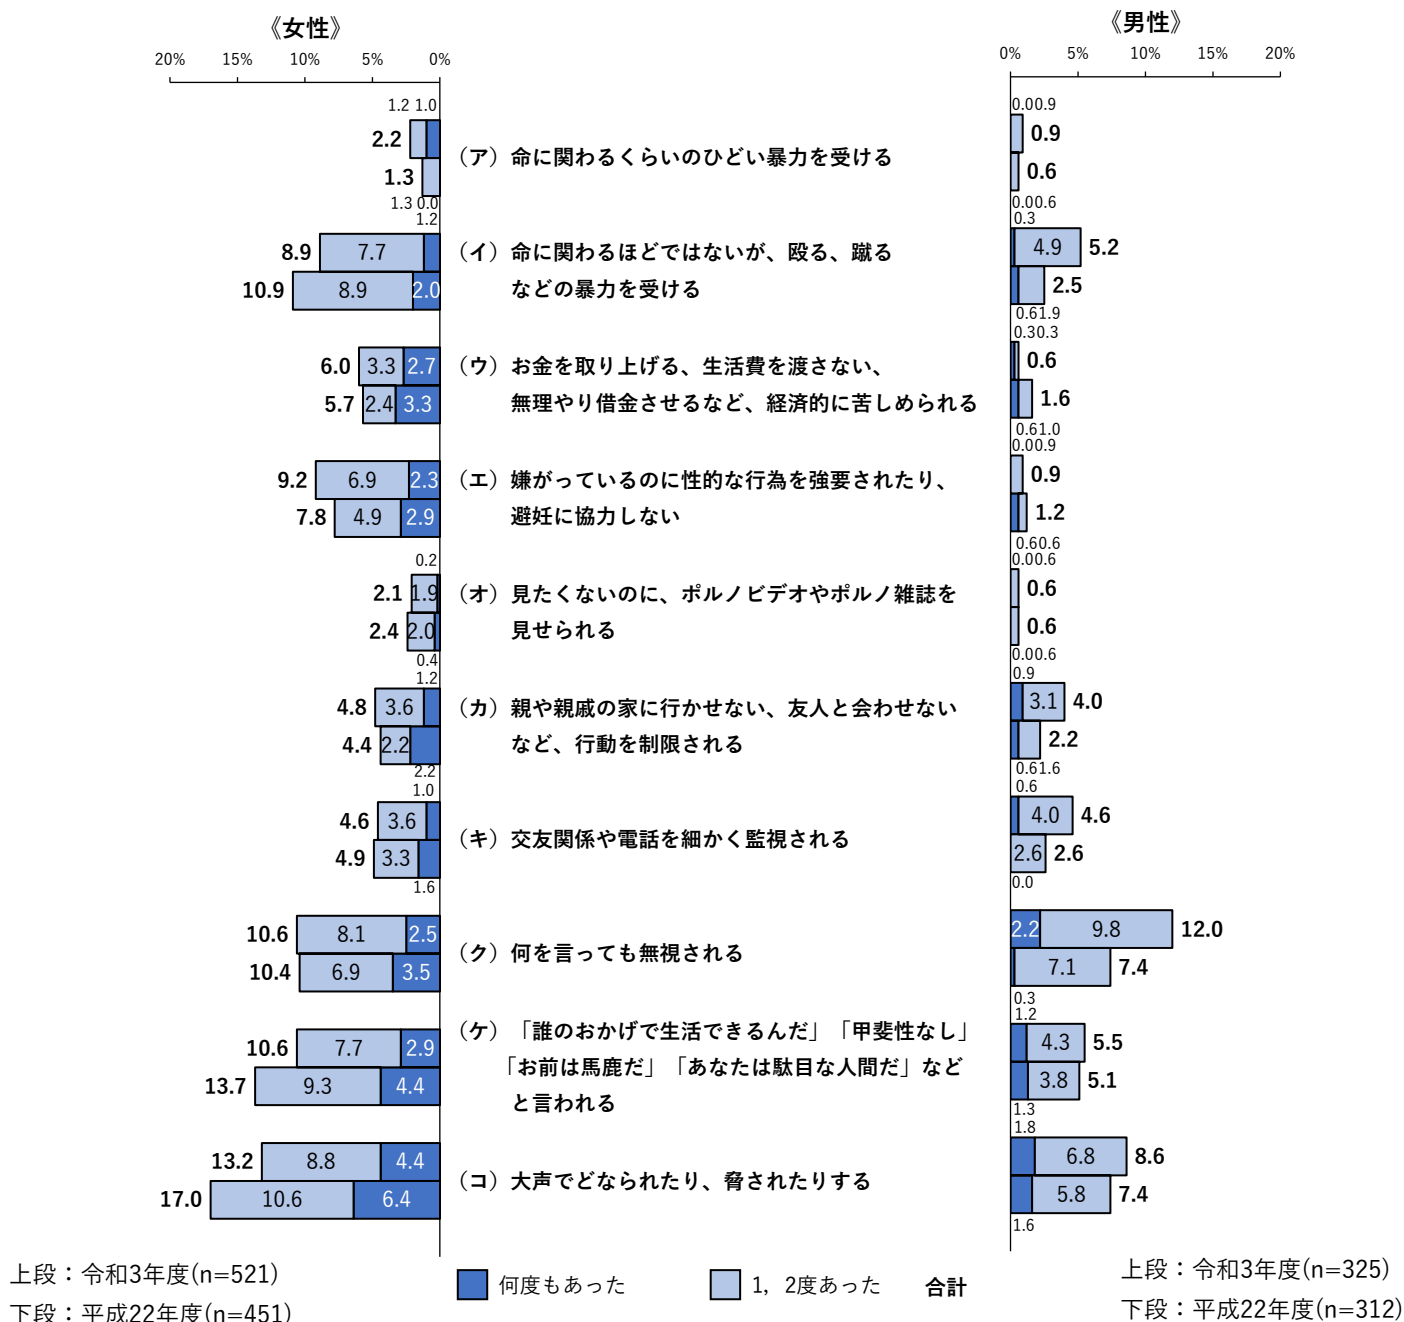 《女性》
《男性》
20% 15% 10% 5% 0%
0% 5% 10% 15% 20%
1.2 1.0
2.2
1.3
1.3 0.0
(ア) 命に関わるくらいのひどい暴力を受ける
0.0 0.9
0.9
0.6
0.0 0.6
1.2
8.9 7.7
10.9 8.9 2.0
(イ) 命に関わるほどではないが、殴る、蹴る
などの暴力を受ける
0.3
4.9 5.2
2.5
0.6 1.9
6.0 3.3 2.7
5.7 2.4 3.3
(ウ) お金を取り上げる、生活費を渡さない、
無理やり借金させるなど、経済的に苦しめられる
0.3 0.3
0.6
1.6
0.6 1.0
9.2 6.9 2.3
7.8 4.9 2.9
(エ) 嫌がっているのに性的な行為を強要されたり、
避妊に協力しない
0.0 0.9
0.9
1.2
0.6 0.6
0.2
2.1 1.9
2.4 2.0
0.4
(オ) 見たくないのに、ポルノビデオやポルノ雑誌を
見せられる
0.0 0.6
0.6
0.6
0.0 0.6
1.2
4.8 3.6
4.4 2.2
2.2
(カ) 親や親戚の家に行かせない、友人と会わせない
など、行動を制限される
0.9
3.1 4.0
2.2
0.6 1.6
1.0
4.6 3.6
4.9 3.3
1.6
(キ) 交友関係や電話を細かく監視される
0.6
4.0 4.6
2.6 2.6
0.0
10.6 8.1 2.5
10.4 6.9 3.5
(ク) 何を言っても無視される
2.2 9.8 12.0
7.1 7.4
0.3
10.6 7.7 2.9
13.7 9.3 4.4
(ケ) 「誰のおかげで生活できるんだ」「甲斐性なし」
「お前は馬鹿だ」「あなたは駄目な人間だ」など
と言われる
1.2
4.3 5.5
3.8 5.1
1.3
13.2 8.8 4.4
17.0 10.6 6.4
(コ) 大声でどなられたり、脅されたりする
1.8
6.8 8.6
5.8 7.4
1.6
上段：令和3年度(n=521)
下段：平成22年度(n=451)
何度もあった 1，2度あった 合計
上段：令和3年度(n=325)
下段：平成22年度(n=312)